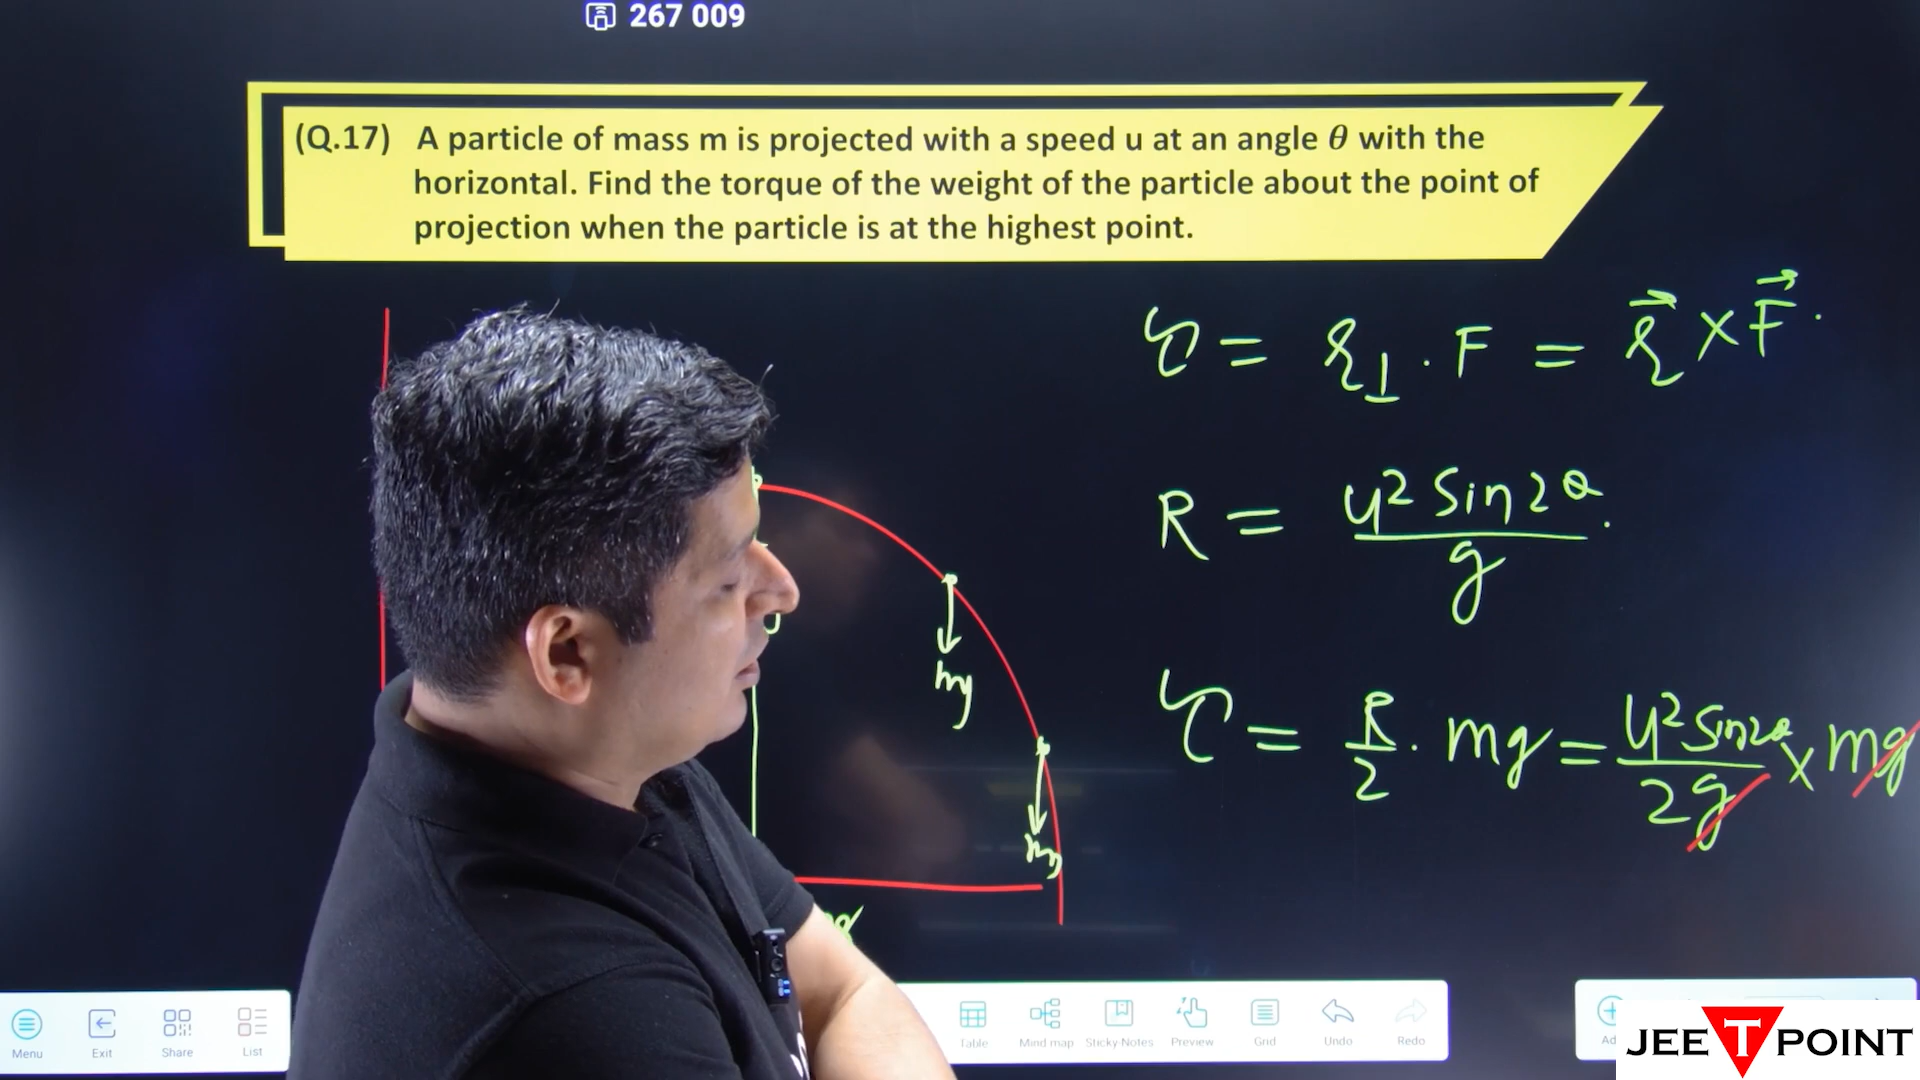 267 009
(Q.17) A particle of mass m is projected with a speed u at an angle θ with the
horizontal. Find the torque of the weight of the particle about the point of
projection when the particle is at the highest point.
τ = r⊥ · F = r⃗ × F⃗ ·
R = u² Sin 2θ / g
mg
τ = R/2 · mg = u² Sin2θ / 2g × mg
mg
Menu
Exit
Share
List
Table
Mind map
Sticky Notes
Preview
Grid
Undo
Redo
JEE T POINT